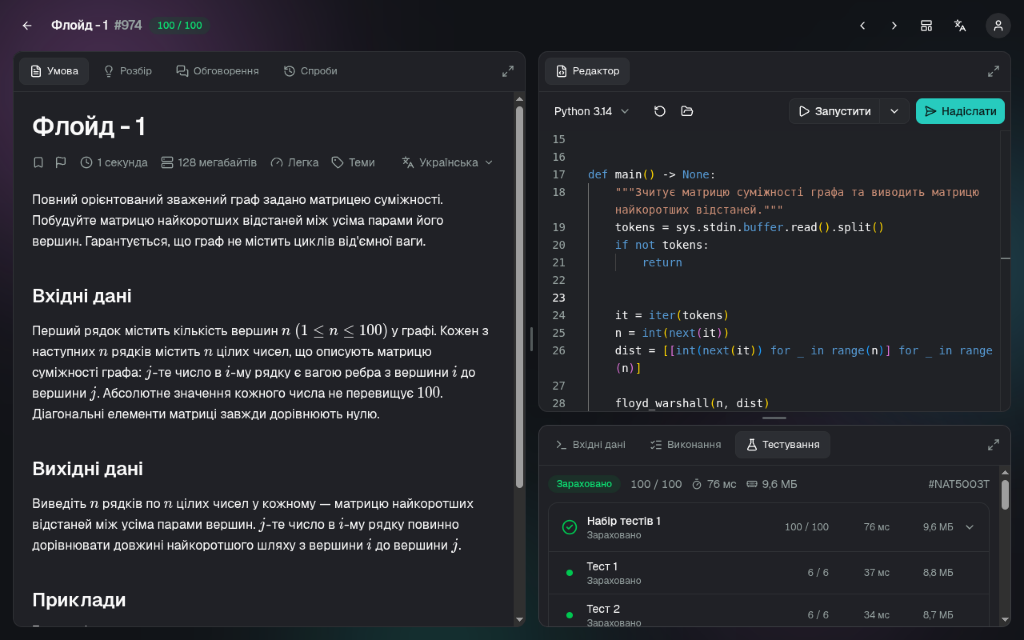 Флойд - 1 #974 100 / 100
Умова Розбір Обговорення Спроби
Флойд - 1
1 секунда 128 мегабайтів Легка Теми Українська
Повний орієнтований зважений граф задано матрицею суміжності.
Побудуйте матрицю найкоротших відстаней між усіма парами його
вершин. Гарантується, що граф не містить циклів від'ємної ваги.
Вхідні дані
Перший рядок містить кількість вершин n (1 ≤ n ≤ 100) у графі. Кожен з
наступних n рядків містить n цілих чисел, що описують матрицю
суміжності графа: j-те число в i-му рядку є вагою ребра з вершини i до
вершини j. Абсолютне значення кожного числа не перевищує 100.
Діагональні елементи матриці завжди дорівнюють нулю.
Вихідні дані
Виведіть n рядків по n цілих чисел у кожному — матрицю найкоротших
відстаней між усіма парами вершин. j-те число в i-му рядку повинно
дорівнювати довжині найкоротшого шляху з вершини i до вершини j.
Приклади
Редактор
Python 3.14 Запустити Надіслати
15
16
17 def main() -> None:
18 """Зчитує матрицю суміжності графа та виводить матрицю
найкоротших відстаней."""
19 tokens = sys.stdin.buffer.read().split()
20 if not tokens:
21 return
22
23
24 it = iter(tokens)
25 n = int(next(it))
26 dist = [[int(next(it)) for _ in range(n)] for _ in range
(n)]
27
28 floyd_warshall(n, dist)
Вхідні дані Виконання Тестування
Зараховано 100 / 100 76 мс 9,6 МБ #NAT5003T
Набір тестів 1 100 / 100 76 мс 9,6 МБ
Зараховано
Тест 1 6 / 6 37 мс 8,8 МБ
Зараховано
Тест 2 6 / 6 34 мс 8,7 МБ
Зараховано